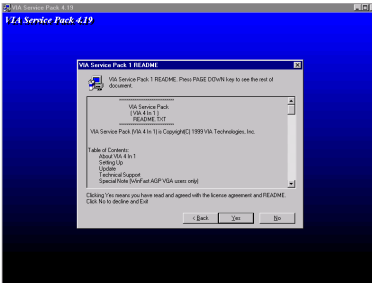 VIA Service Pack 4.19
VIA Service Pack 4.19
VIA Service Pack 1 README
VIA Service Pack 1 README. Press PAGE DOWN key to see the rest of
document.
====================
VIA Service Pack
( VIA 4 In 1 )
README.TXT
====================
VIA Service Pack (VIA 4 In 1) is Copyright(C) 1999 VIA Technologies, Inc.
Table of Contents:
About VIA 4 In 1
Setting Up
Update
Technical Support
Special Note (WinFast AGP VGA users only)
Clicking Yes means you have read and agreed with the license agreement and README.
Click No to decline and Exit
< Back
Yes
No